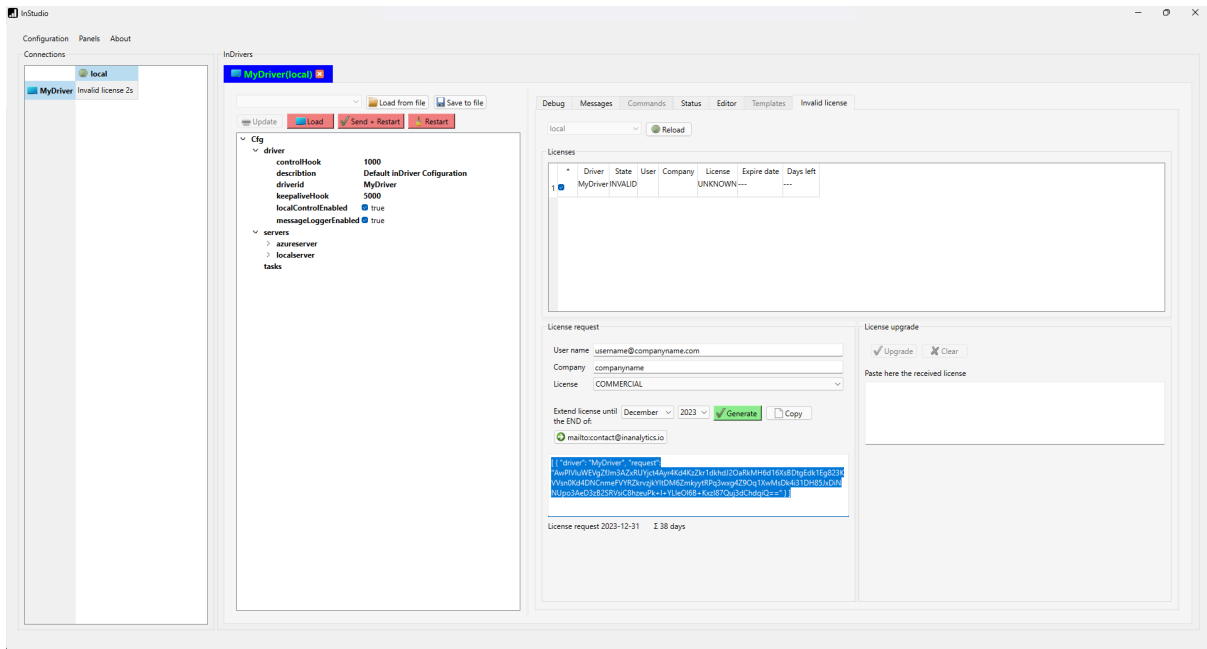 InStudio
Configuration Panels About
Connections
local
MyDriver Invalid license 2s
InDrivers
MyDriver(local)
Load from file Save to file
Update Load Send + Restart Restart
Cfg
driver
controlHook 1000
describtion Default inDriver Cofiguration
driverid MyDriver
keepaliveHook 5000
localControlEnabled true
messageLoggerEnabled true
servers
azureserver
localserver
tasks
Debug Messages Commands Status Editor Templates Invalid license
local Reload
Licenses
* Driver State User Company License Expire date Days left
1 MyDriver INVALID UNKNOWN --- ---
License request
User name username@companyname.com
Company companyname
License COMMERCIAL
Extend license until December 2023 Generate Copy
the END of:
mailto:contact@inanalytics.io
[ { "driver": "MyDriver", "request":
License request 2023-12-31 Σ 38 days
License upgrade
Upgrade Clear
Paste here the received license